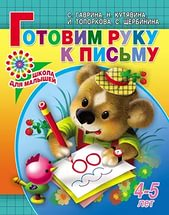 С. ГАВРИНА, Н. КУТЯВИНА
И. ТОПОРКОВА, С. ЩЕРБИНИНА
ГОТОВИМ РУКУ
К ПИСЬМУ
ШКОЛА
ДЛЯ МАЛЫШЕЙ
4-5
ЛЕТ